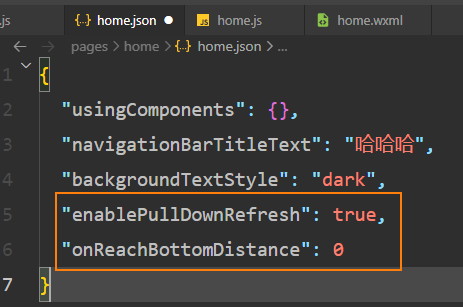 .js
{..} home.json ●
JS home.js
home.wxml
pages > home > {..} home.json > ...
1 {
2 "usingComponents": {},
3 "navigationBarTitleText": "哈哈哈",
4 "backgroundTextStyle": "dark",
5 "enablePullDownRefresh": true,
6 "onReachBottomDistance": 0
7 }